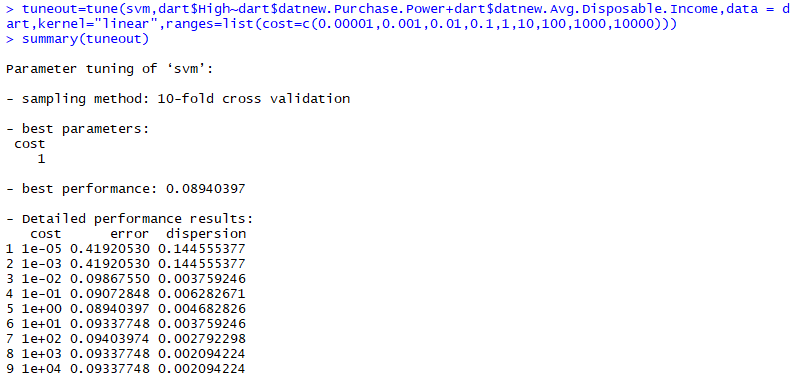 > tuneout=tune(svm,dart$High~dart$datnew.Purchase.Power+dart$datnew.Avg.Disposable.Income,data = d
art,kernel="linear",ranges=list(cost=c(0.00001,0.001,0.01,0.1,1,10,100,1000,10000)))
> summary(tuneout)
Parameter tuning of ‘svm’:
- sampling method: 10-fold cross validation
- best parameters:
cost
1
- best performance: 0.08940397
- Detailed performance results:
cost error dispersion
1 1e-05 0.41920530 0.144555377
2 1e-03 0.41920530 0.144555377
3 1e-02 0.09867550 0.003759246
4 1e-01 0.09072848 0.006282671
5 1e+00 0.08940397 0.004682826
6 1e+01 0.09337748 0.003759246
7 1e+02 0.09403974 0.002792298
8 1e+03 0.09337748 0.002094224
9 1e+04 0.09337748 0.002094224